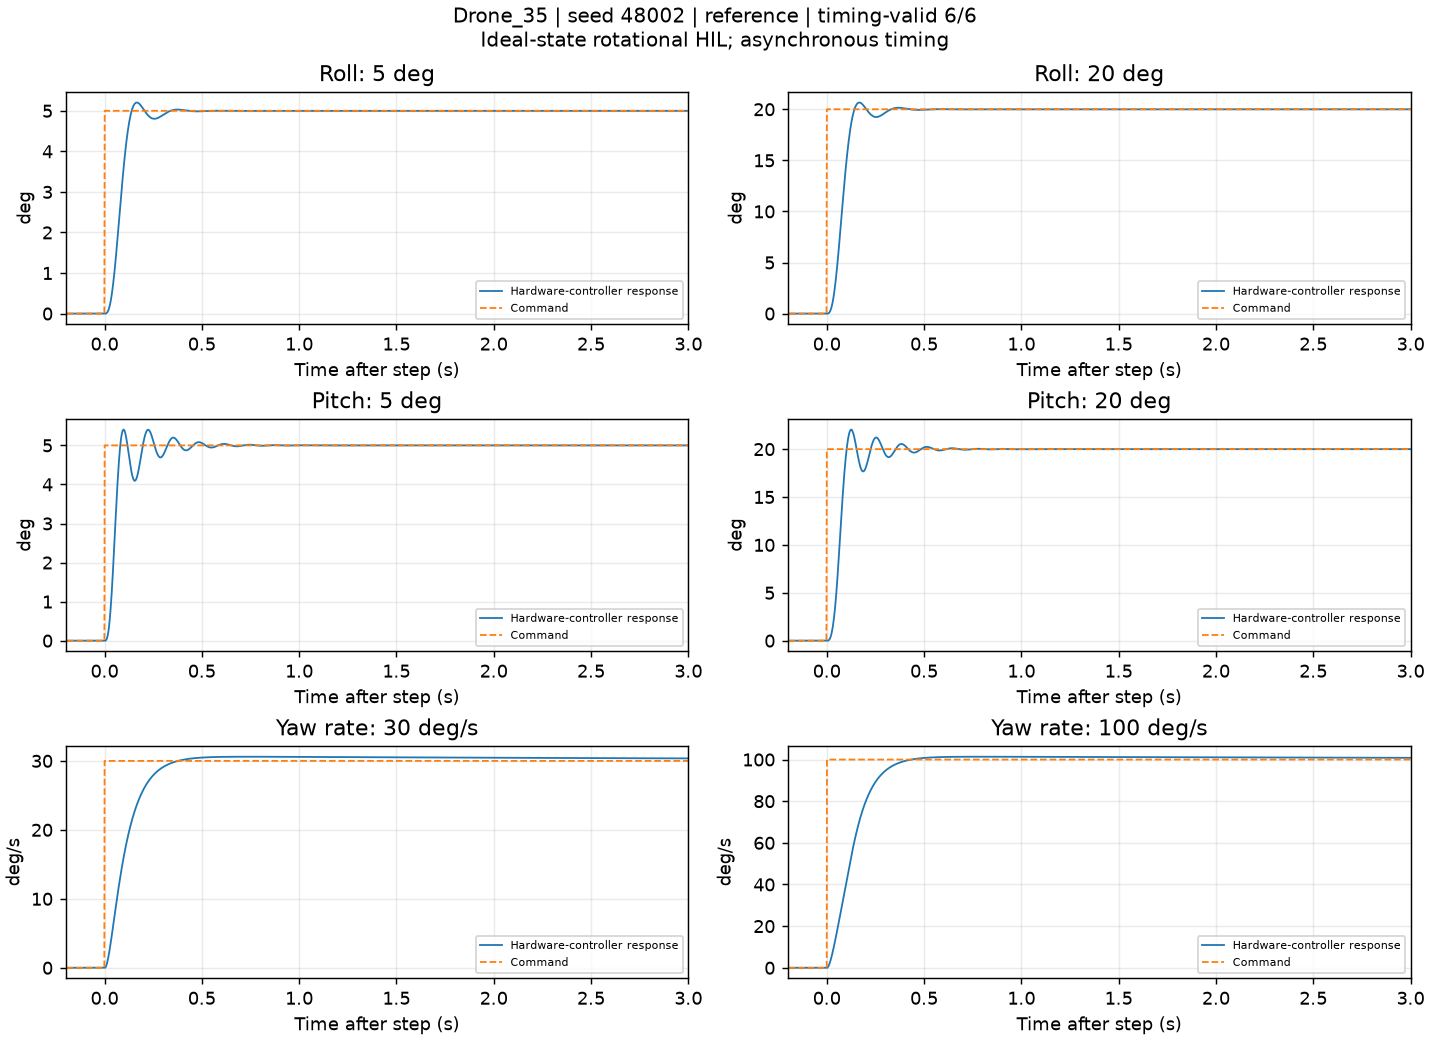 Drone_35 | seed 48002 | reference | timing-valid 6/6
Ideal-state rotational HIL; asynchronous timing
Roll: 5 deg
deg
5
4
3
2
1
0
Hardware-controller response
Command
0.0 0.5 1.0 1.5 2.0 2.5 3.0
Time after step (s)
Roll: 20 deg
deg
20
15
10
5
0
Hardware-controller response
Command
0.0 0.5 1.0 1.5 2.0 2.5 3.0
Time after step (s)
Pitch: 5 deg
deg
5
4
3
2
1
0
Hardware-controller response
Command
0.0 0.5 1.0 1.5 2.0 2.5 3.0
Time after step (s)
Pitch: 20 deg
deg
20
15
10
5
0
Hardware-controller response
Command
0.0 0.5 1.0 1.5 2.0 2.5 3.0
Time after step (s)
Yaw rate: 30 deg/s
deg/s
30
20
10
0
Hardware-controller response
Command
0.0 0.5 1.0 1.5 2.0 2.5 3.0
Time after step (s)
Yaw rate: 100 deg/s
deg/s
100
80
60
40
20
0
Hardware-controller response
Command
0.0 0.5 1.0 1.5 2.0 2.5 3.0
Time after step (s)